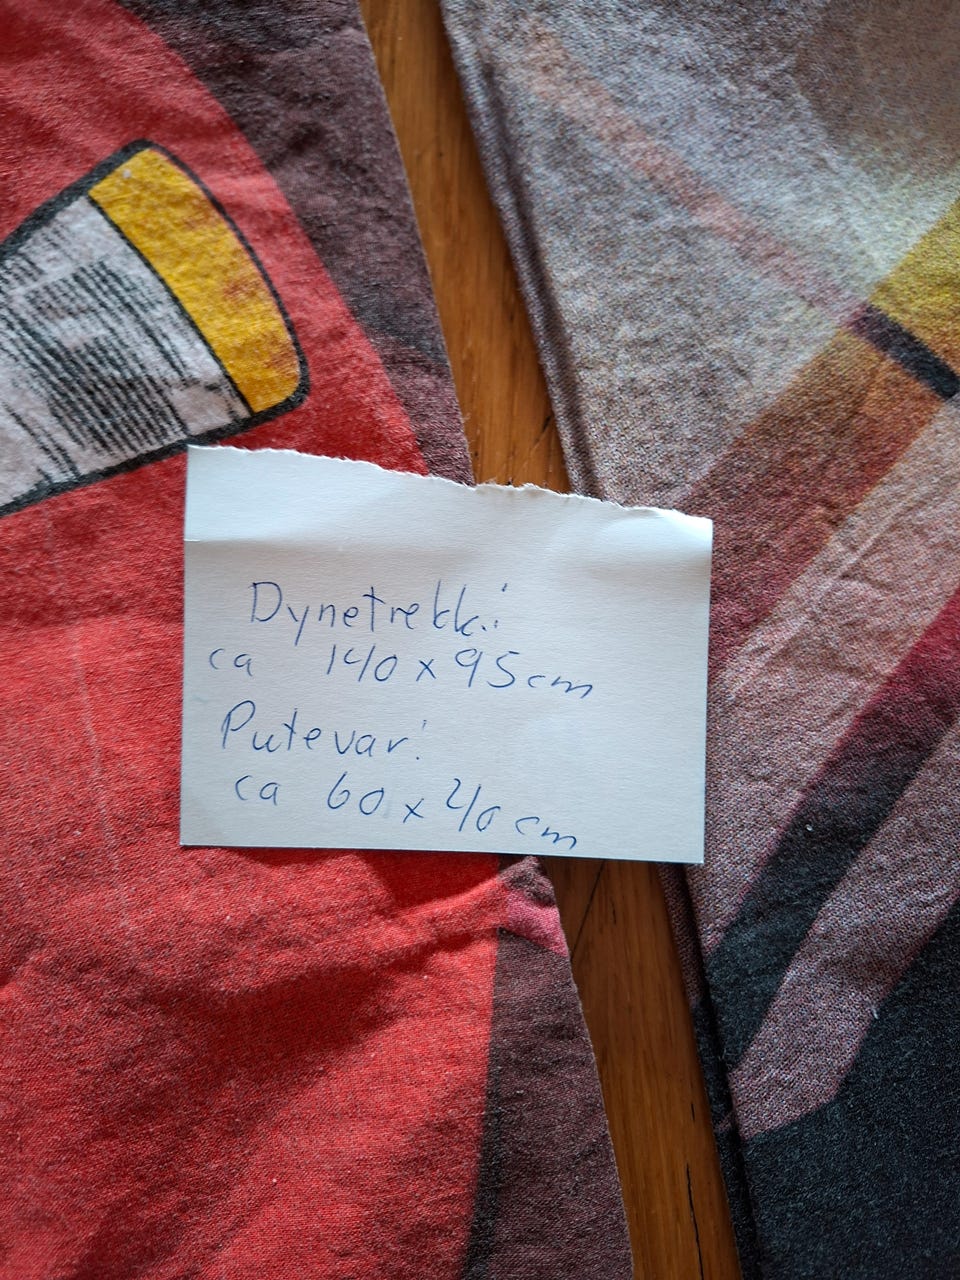 Dynetrekk:
ca 140 x 95 cm
Putevar:
ca 60 x 40 cm